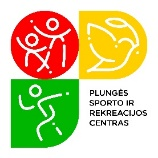 PLUNGĖS
SPORTO IR
REKREACIJOS
CENTRAS